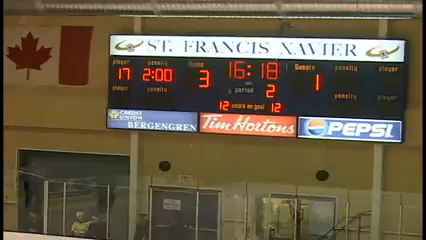 ST. FRANCIS XAVIER
player penalty Home 16:18 Guests penalty player
17 2:00 3 period 2 1
player penalty penalty player
12 shots on goal 12
CREDIT UNION
BERGENGREN
Tim Hortons
PEPSI